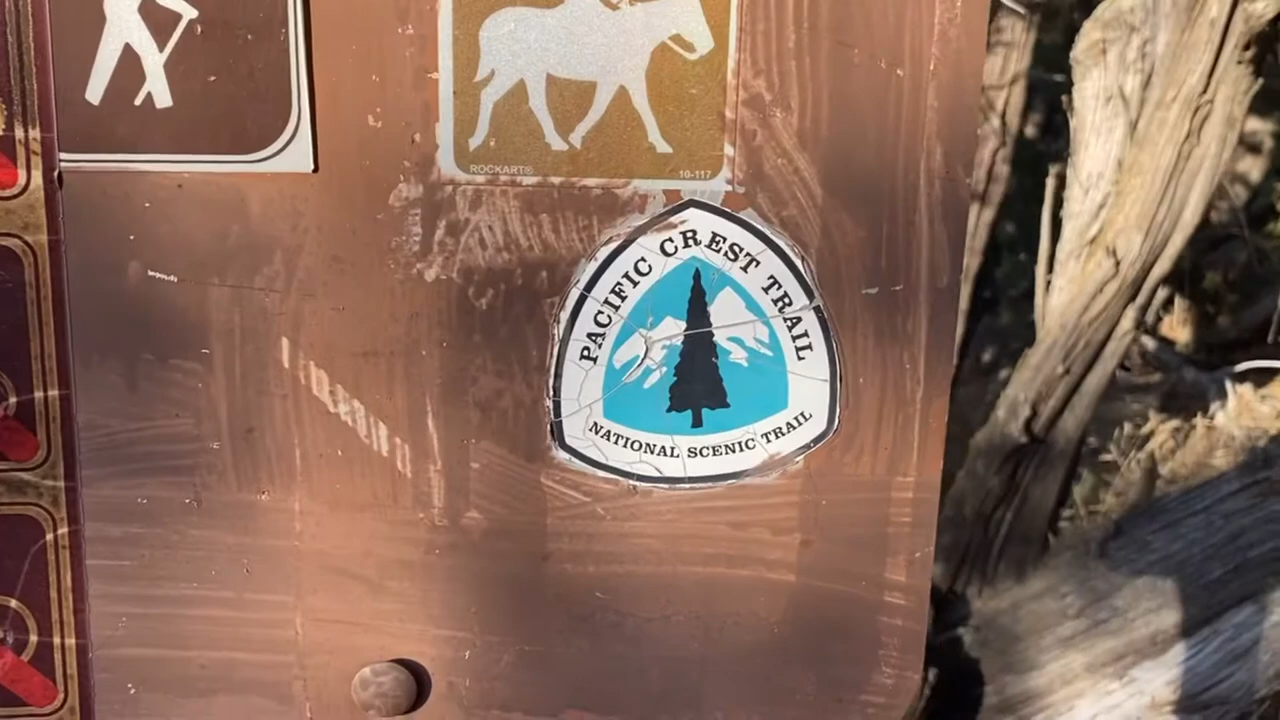 ROCKART® 10-117
PACIFIC CREST TRAIL
NATIONAL SCENIC TRAIL